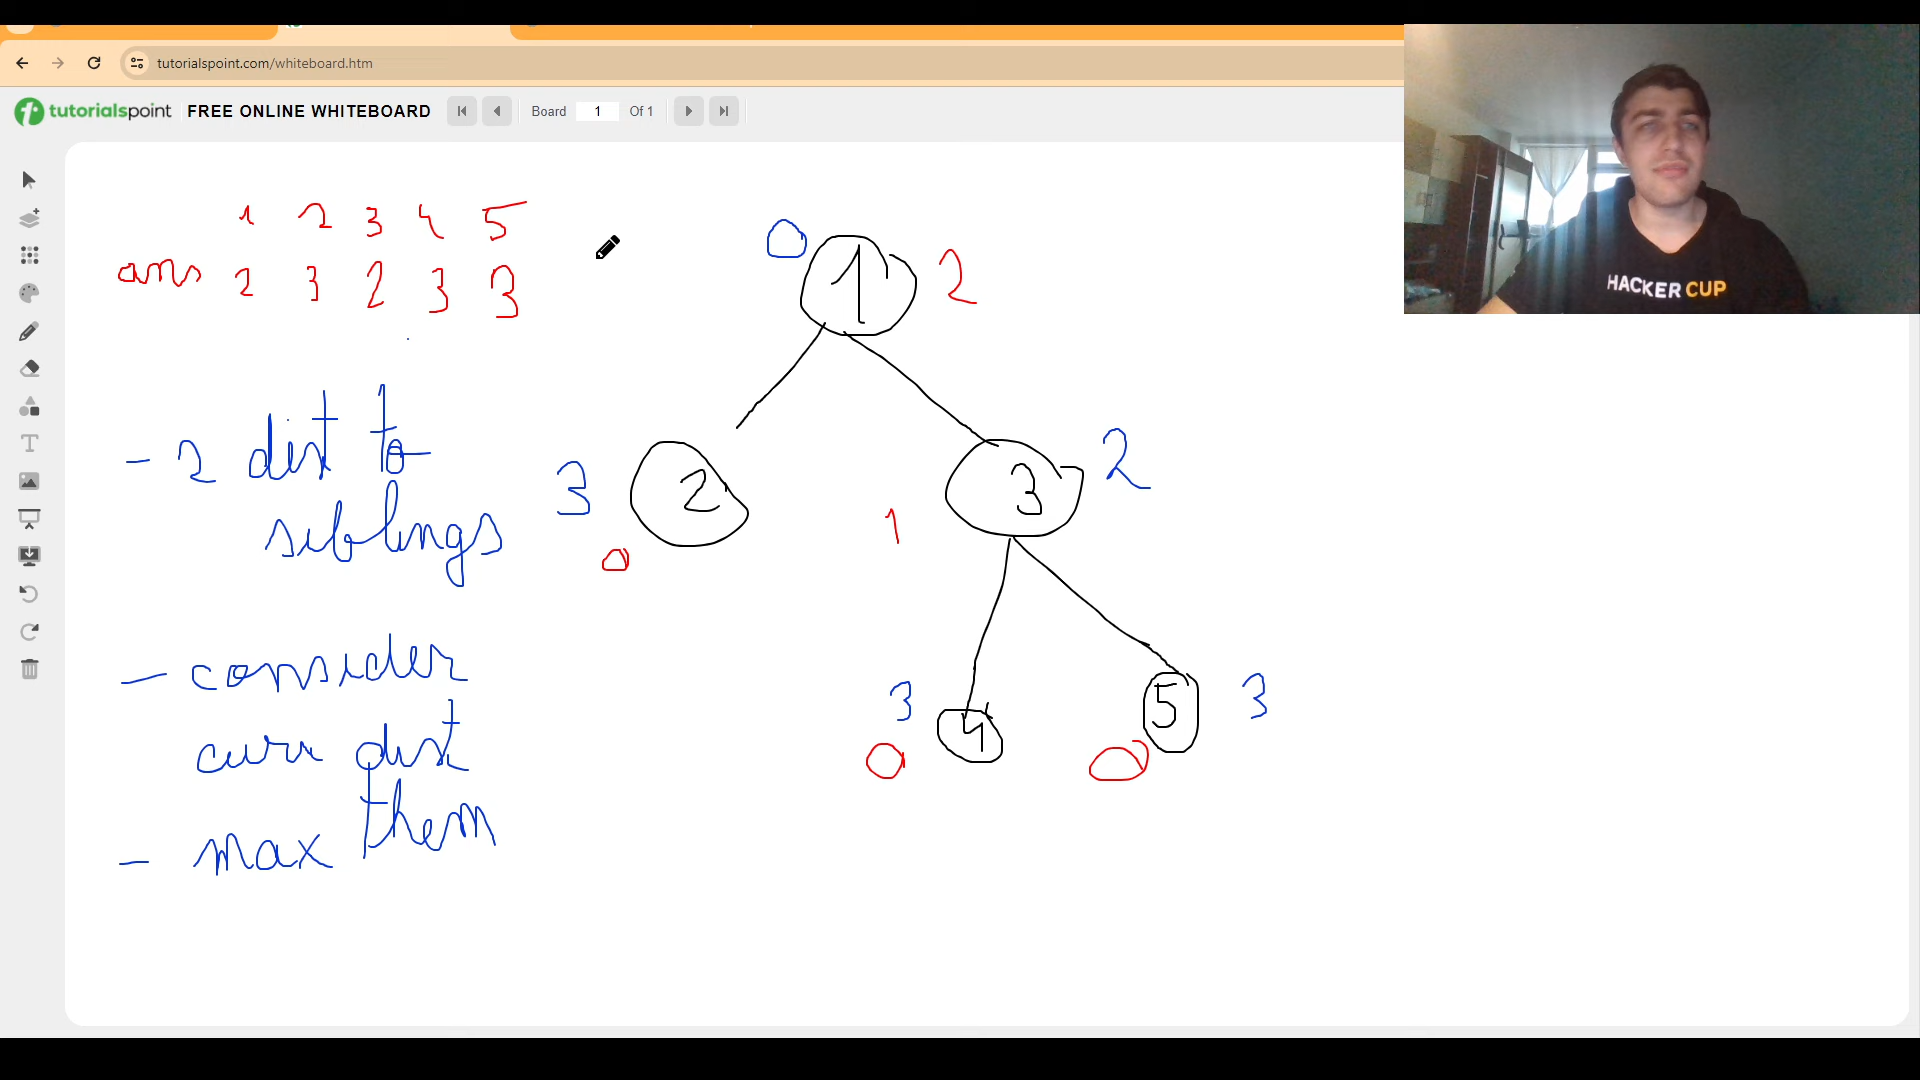 tutorialspoint.com/whiteboard.htm
tutorialspoint FREE ONLINE WHITEBOARD Board 1 Of 1
HACKER CUP
1 2 3 4 5
ans 2 3 2 3 3
0 1 2
- 2 dist to
siblings
3 2 0
1 3 2
- consider
curr dist
- max them
3 4 0
5 3 0
T